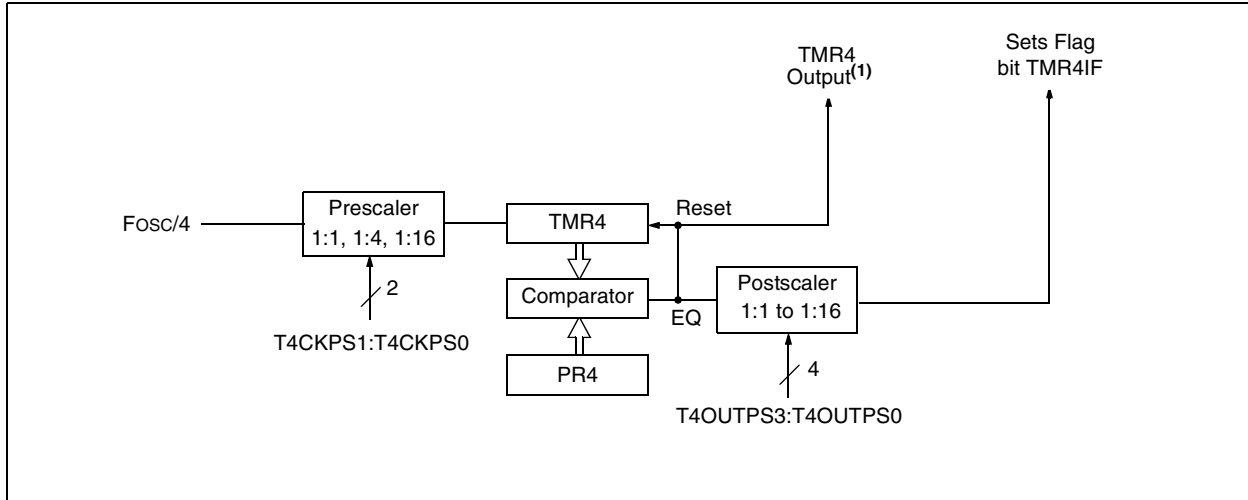 TMR4
Output(1)
Sets Flag
bit TMR4IF
FOSC/4
Prescaler
1:1, 1:4, 1:16
2
T4CKPS1:T4CKPS0
TMR4
Reset
Comparator
EQ
PR4
Postscaler
1:1 to 1:16
4
T4OUTPS3:T4OUTPS0